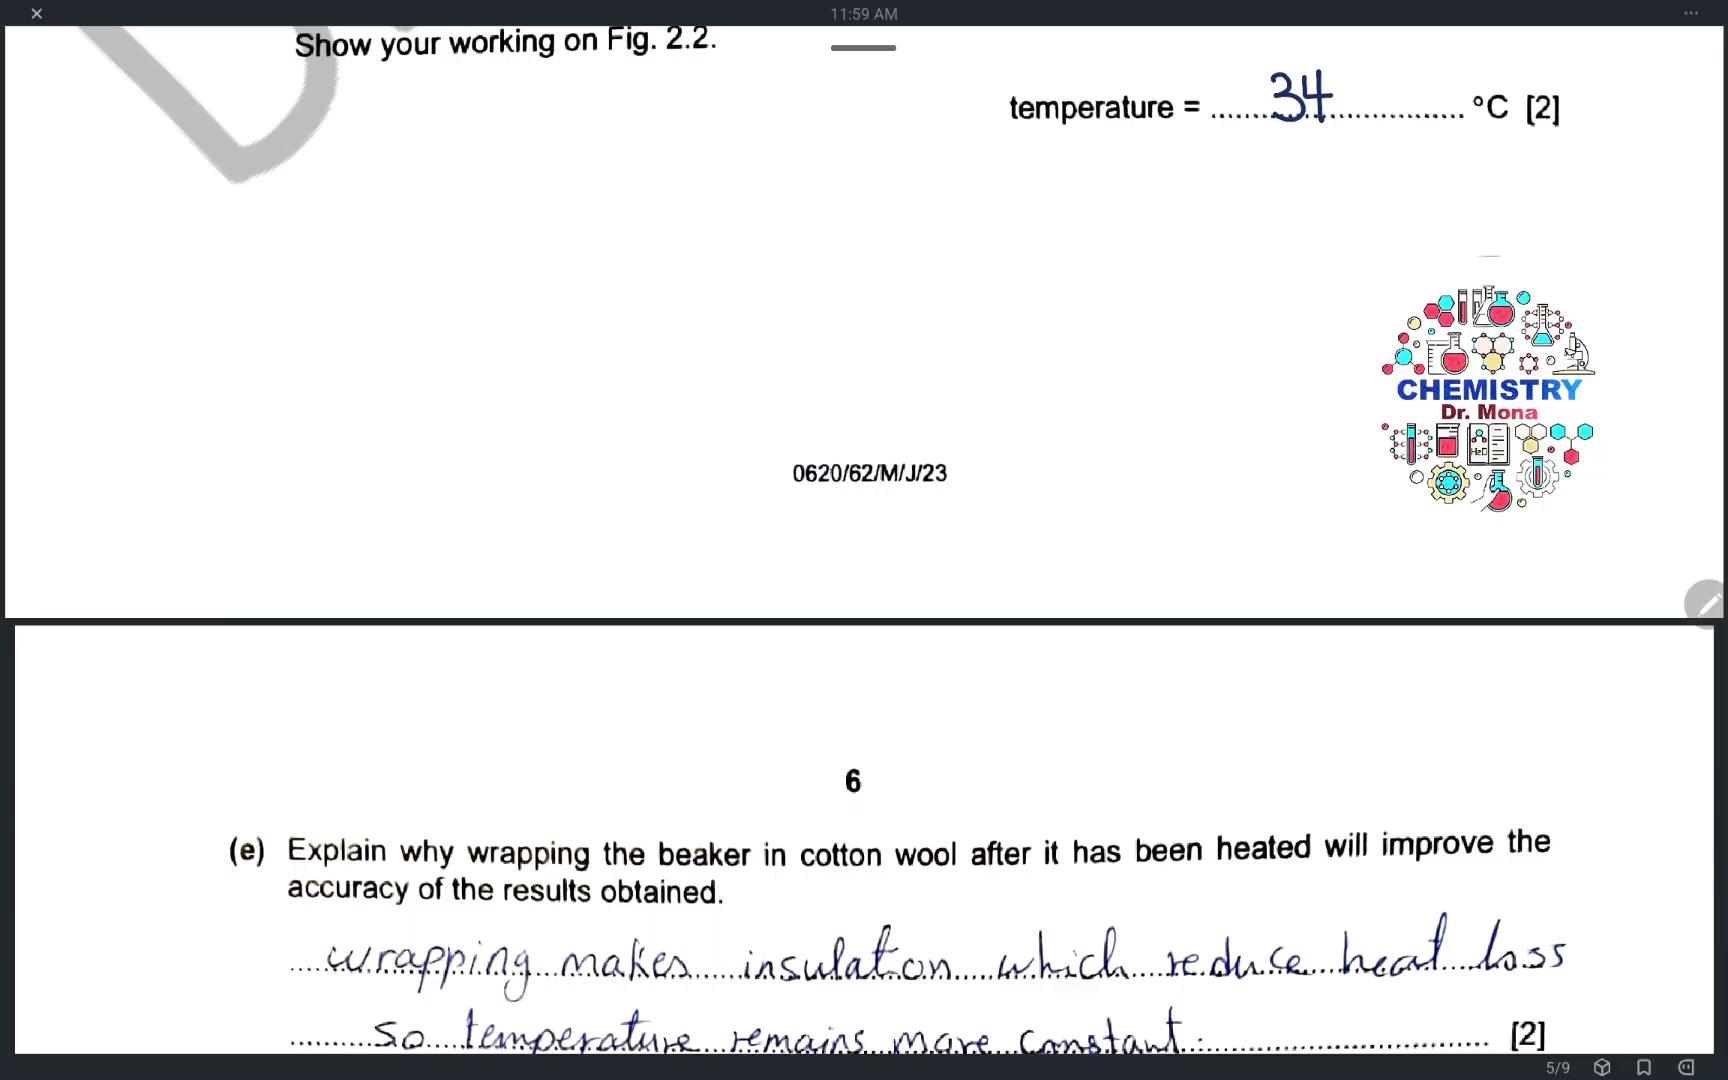 11:59 AM
Show your working on Fig. 2.2.
temperature = 34 °C [2]
CHEMISTRY
Dr. Mona
0620/62/M/J/23
6
(e) Explain why wrapping the beaker in cotton wool after it has been heated will improve the
accuracy of the results obtained.
wrapping makes insulation which reduce heat loss
so temperature remains more constant. [2]
5/9